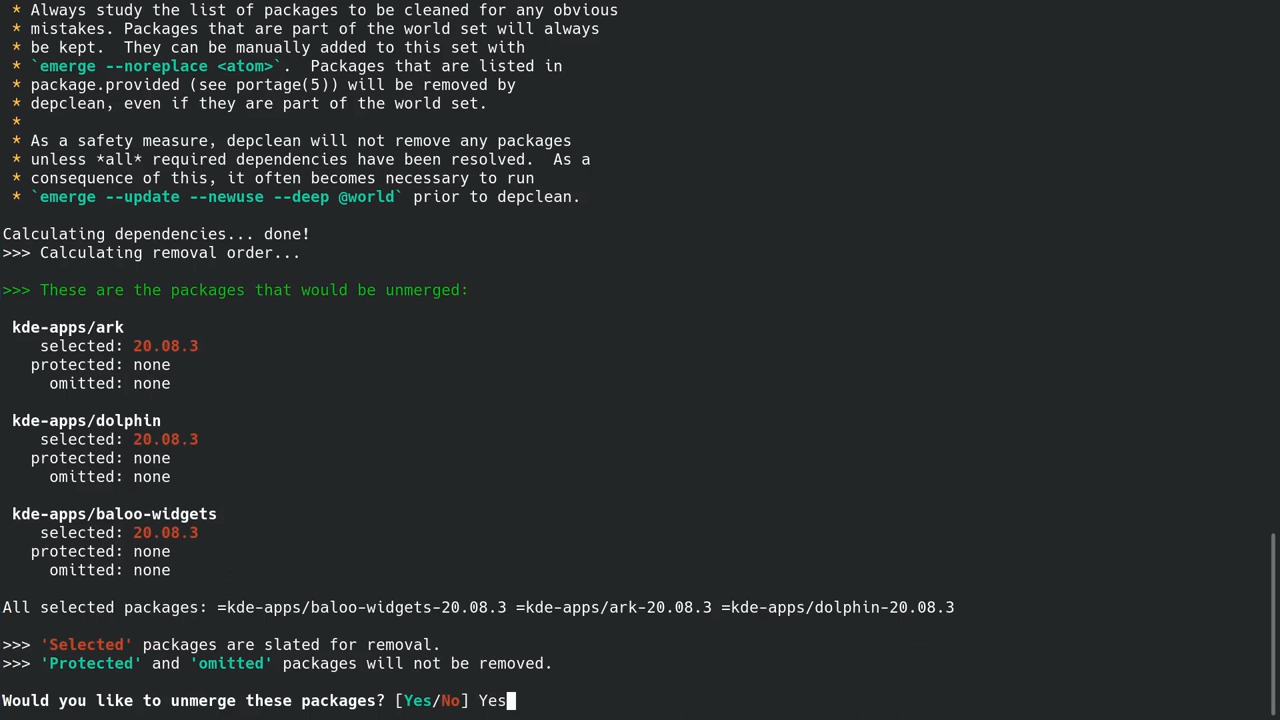 * Always study the list of packages to be cleaned for any obvious
* mistakes. Packages that are part of the world set will always
* be kept.  They can be manually added to this set with
* `emerge --noreplace <atom>`.  Packages that are listed in
* package.provided (see portage(5)) will be removed by
* depclean, even if they are part of the world set.
*
* As a safety measure, depclean will not remove any packages
* unless *all* required dependencies have been resolved.  As a
* consequence of this, it often becomes necessary to run
* `emerge --update --newuse --deep @world` prior to depclean.
Calculating dependencies... done!
>>> Calculating removal order...
>>> These are the packages that would be unmerged:
kde-apps/ark
selected: 20.08.3
protected: none
omitted: none
kde-apps/dolphin
selected: 20.08.3
protected: none
omitted: none
kde-apps/baloo-widgets
selected: 20.08.3
protected: none
omitted: none
All selected packages: =kde-apps/baloo-widgets-20.08.3 =kde-apps/ark-20.08.3 =kde-apps/dolphin-20.08.3
>>> 'Selected' packages are slated for removal.
>>> 'Protected' and 'omitted' packages will not be removed.
Would you like to unmerge these packages? [Yes/No] Yes